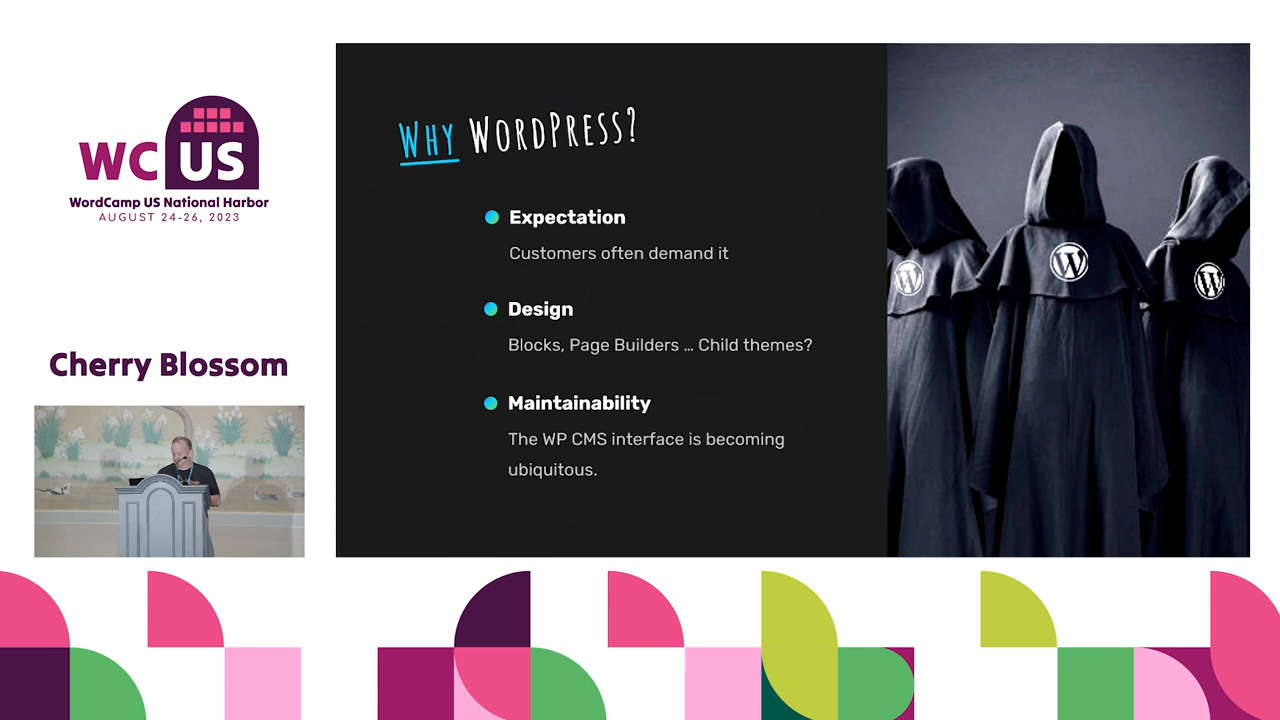 WC US
WordCamp US National Harbor
AUGUST 24-26, 2023
Cherry Blossom
WHY WORDPRESS?
Expectation
Customers often demand it
Design
Blocks, Page Builders ... Child themes?
Maintainability
The WP CMS interface is becoming
ubiquitous.